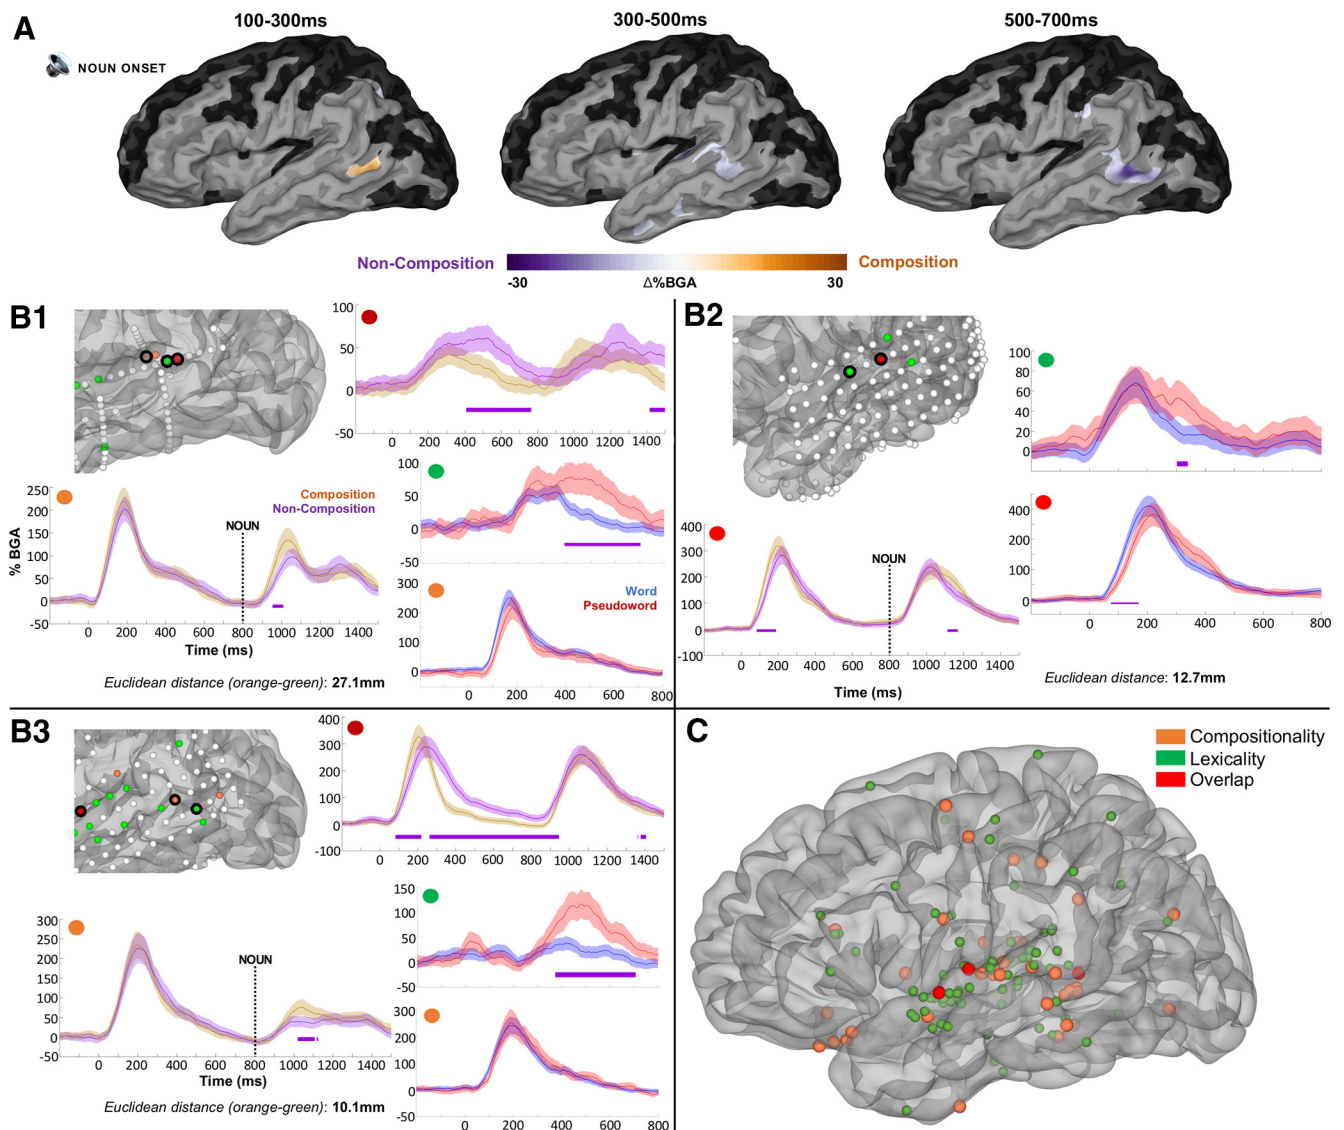 A
100-300ms
300-500ms
500-700ms
NOUN ONSET
Non-Composition
Composition
-30
Δ%BGA
30
B1
100
50
0
-50
0 200 400 600 800 1000 1200 1400
100
50
0
-50
Composition
Non-Composition
NOUN
% BGA
250
200
150
100
50
0
-50
0 200 400 600 800 1000 1200 1400
Time (ms)
Word
Pseudoword
300
200
100
0
0 200 400 600 800
Euclidean distance (orange-green): 27.1mm
B2
100
80
60
40
20
0
0 200 400 600
400
300
200
100
0
-100
NOUN
0 200 400 600 800 1000 1200 1400
Time (ms)
400
300
200
100
0
0 200 400 600 800
Euclidean distance: 12.7mm
B3
400
300
200
100
0
-100
0 200 400 600 800 1000 1200 1400
150
100
50
0
-50
300
250
200
150
100
50
0
-50
NOUN
0 200 400 600 800 1000 1200 1400
Time (ms)
300
200
100
0
-50
0 200 400 600 800
Euclidean distance (orange-green): 10.1mm
C
Compositionality
Lexicality
Overlap